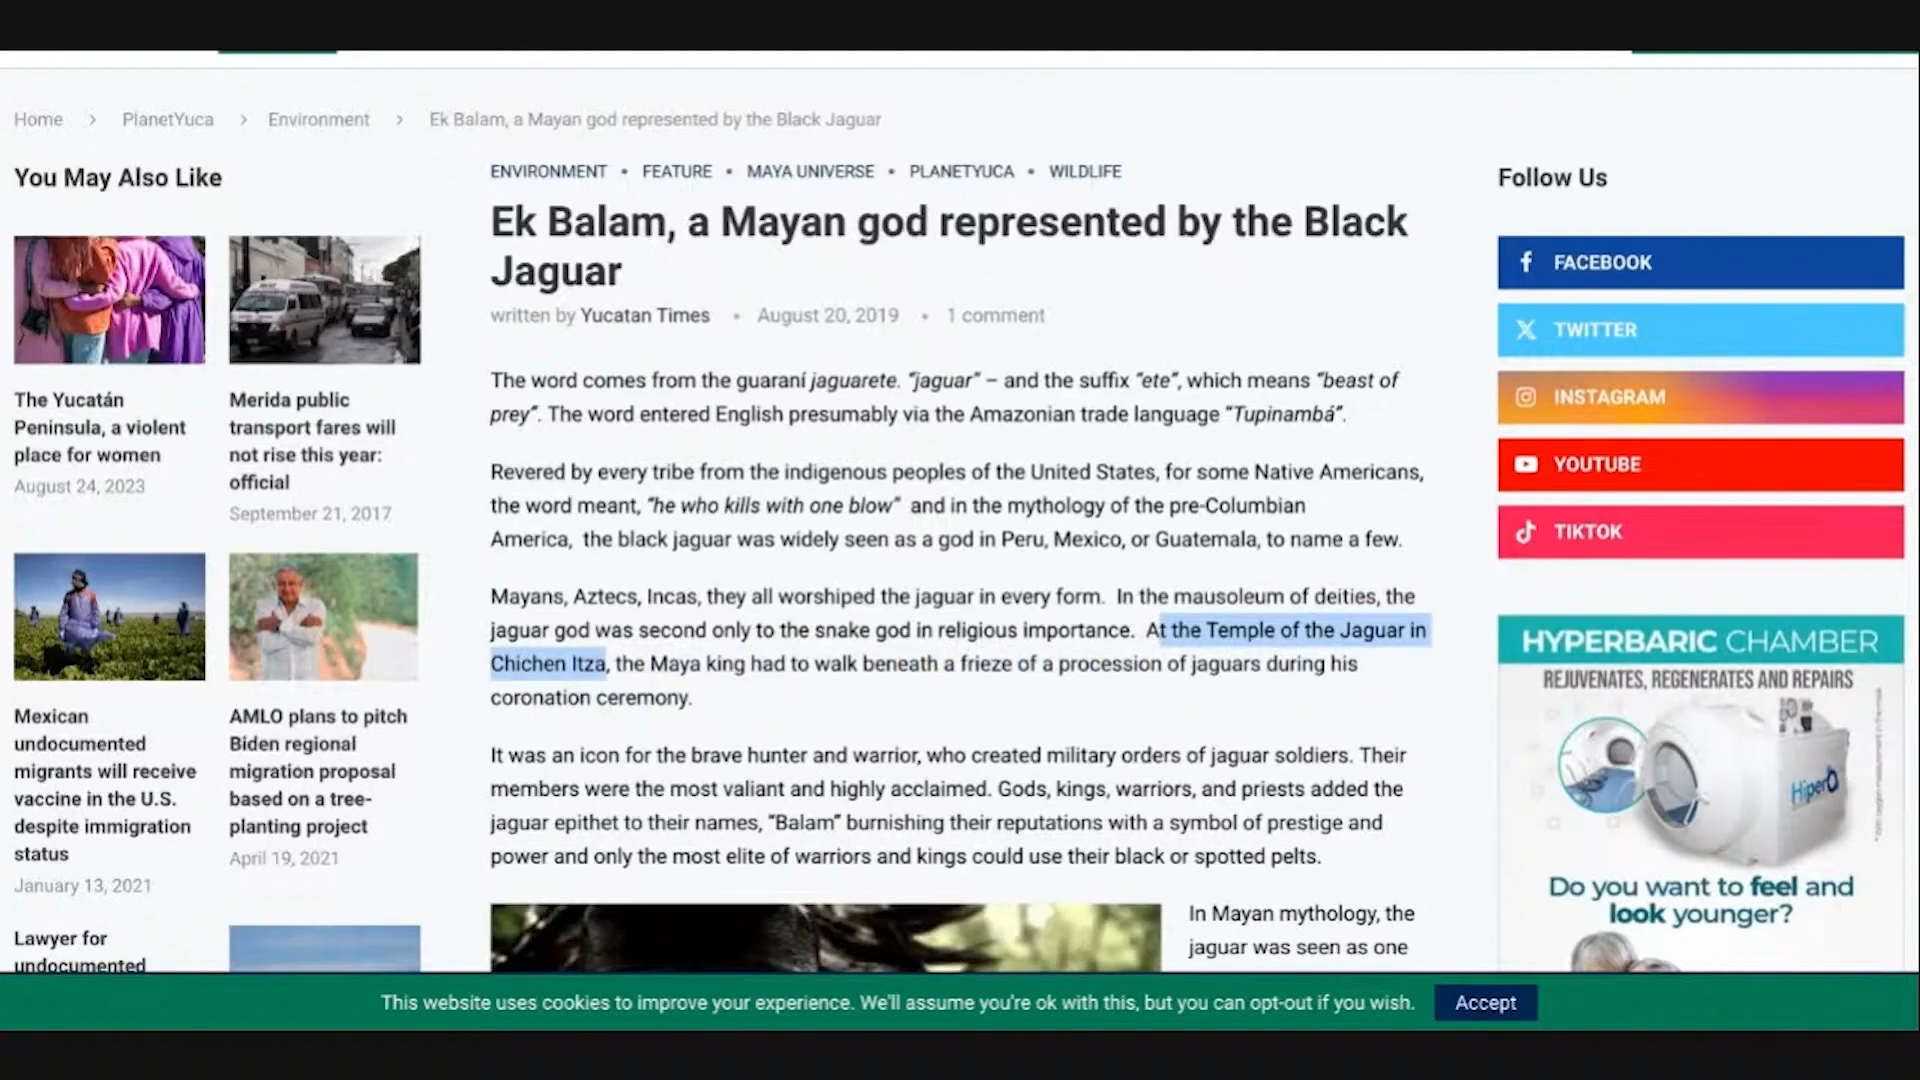 Home > PlanetYuca > Environment > Ek Balam, a Mayan god represented by the Black Jaguar
You May Also Like
The Yucatán
Peninsula, a violent
place for women
August 24, 2023
Merida public
transport fares will
not rise this year:
official
September 21, 2017
Mexican
undocumented
migrants will receive
vaccine in the U.S.
despite immigration
status
January 13, 2021
AMLO plans to pitch
Biden regional
migration proposal
based on a tree-
planting project
April 19, 2021
Lawyer for
undocumented
ENVIRONMENT • FEATURE • MAYA UNIVERSE • PLANETYUCA • WILDLIFE
Ek Balam, a Mayan god represented by the Black
Jaguar
written by Yucatan Times • August 20, 2019 • 1 comment
The word comes from the guaraní jaguarete. "jaguar" – and the suffix "ete", which means "beast of
prey". The word entered English presumably via the Amazonian trade language "Tupinambá".
Revered by every tribe from the indigenous peoples of the United States, for some Native Americans,
the word meant, "he who kills with one blow" and in the mythology of the pre-Columbian
America, the black jaguar was widely seen as a god in Peru, Mexico, or Guatemala, to name a few.
Mayans, Aztecs, Incas, they all worshiped the jaguar in every form. In the mausoleum of deities, the
jaguar god was second only to the snake god in religious importance. At the Temple of the Jaguar in
Chichen Itza, the Maya king had to walk beneath a frieze of a procession of jaguars during his
coronation ceremony.
It was an icon for the brave hunter and warrior, who created military orders of jaguar soldiers. Their
members were the most valiant and highly acclaimed. Gods, kings, warriors, and priests added the
jaguar epithet to their names, "Balam" burnishing their reputations with a symbol of prestige and
power and only the most elite of warriors and kings could use their black or spotted pelts.
In Mayan mythology, the
jaguar was seen as one
Follow Us
FACEBOOK
TWITTER
INSTAGRAM
YOUTUBE
TIKTOK
HYPERBARIC CHAMBER
REJUVENATES, REGENERATES AND REPAIRS
HiperO
Do you want to feel and
look younger?
This website uses cookies to improve your experience. We'll assume you're ok with this, but you can opt-out if you wish.
Accept